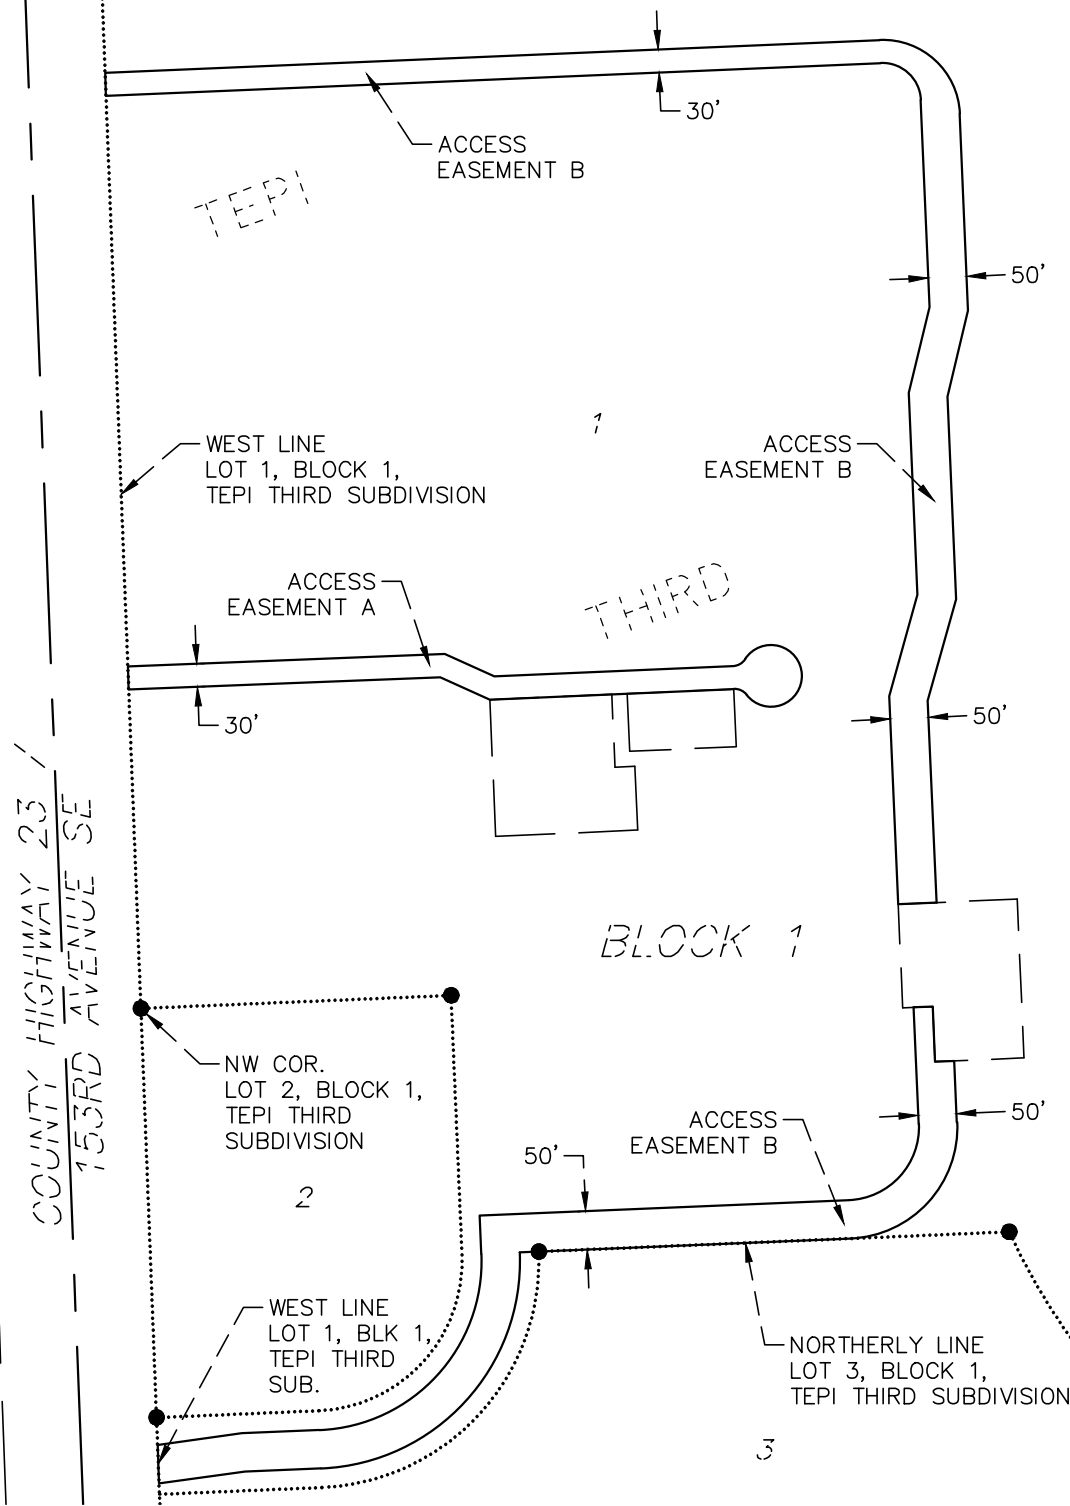 30'
ACCESS
EASEMENT B
TEPI
50'
1
WEST LINE
LOT 1, BLOCK 1,
TEPI THIRD SUBDIVISION
ACCESS
EASEMENT B
ACCESS
EASEMENT A
THIRD
30'
50'
COUNTY HIGHWAY 23 /
153RD AVENUE SE
BLOCK 1
NW COR.
LOT 2, BLOCK 1,
TEPI THIRD
SUBDIVISION
ACCESS
EASEMENT B
50'
50'
2
WEST LINE
LOT 1, BLK 1,
TEPI THIRD
SUB.
NORTHERLY LINE
LOT 3, BLOCK 1,
TEPI THIRD SUBDIVISION
3